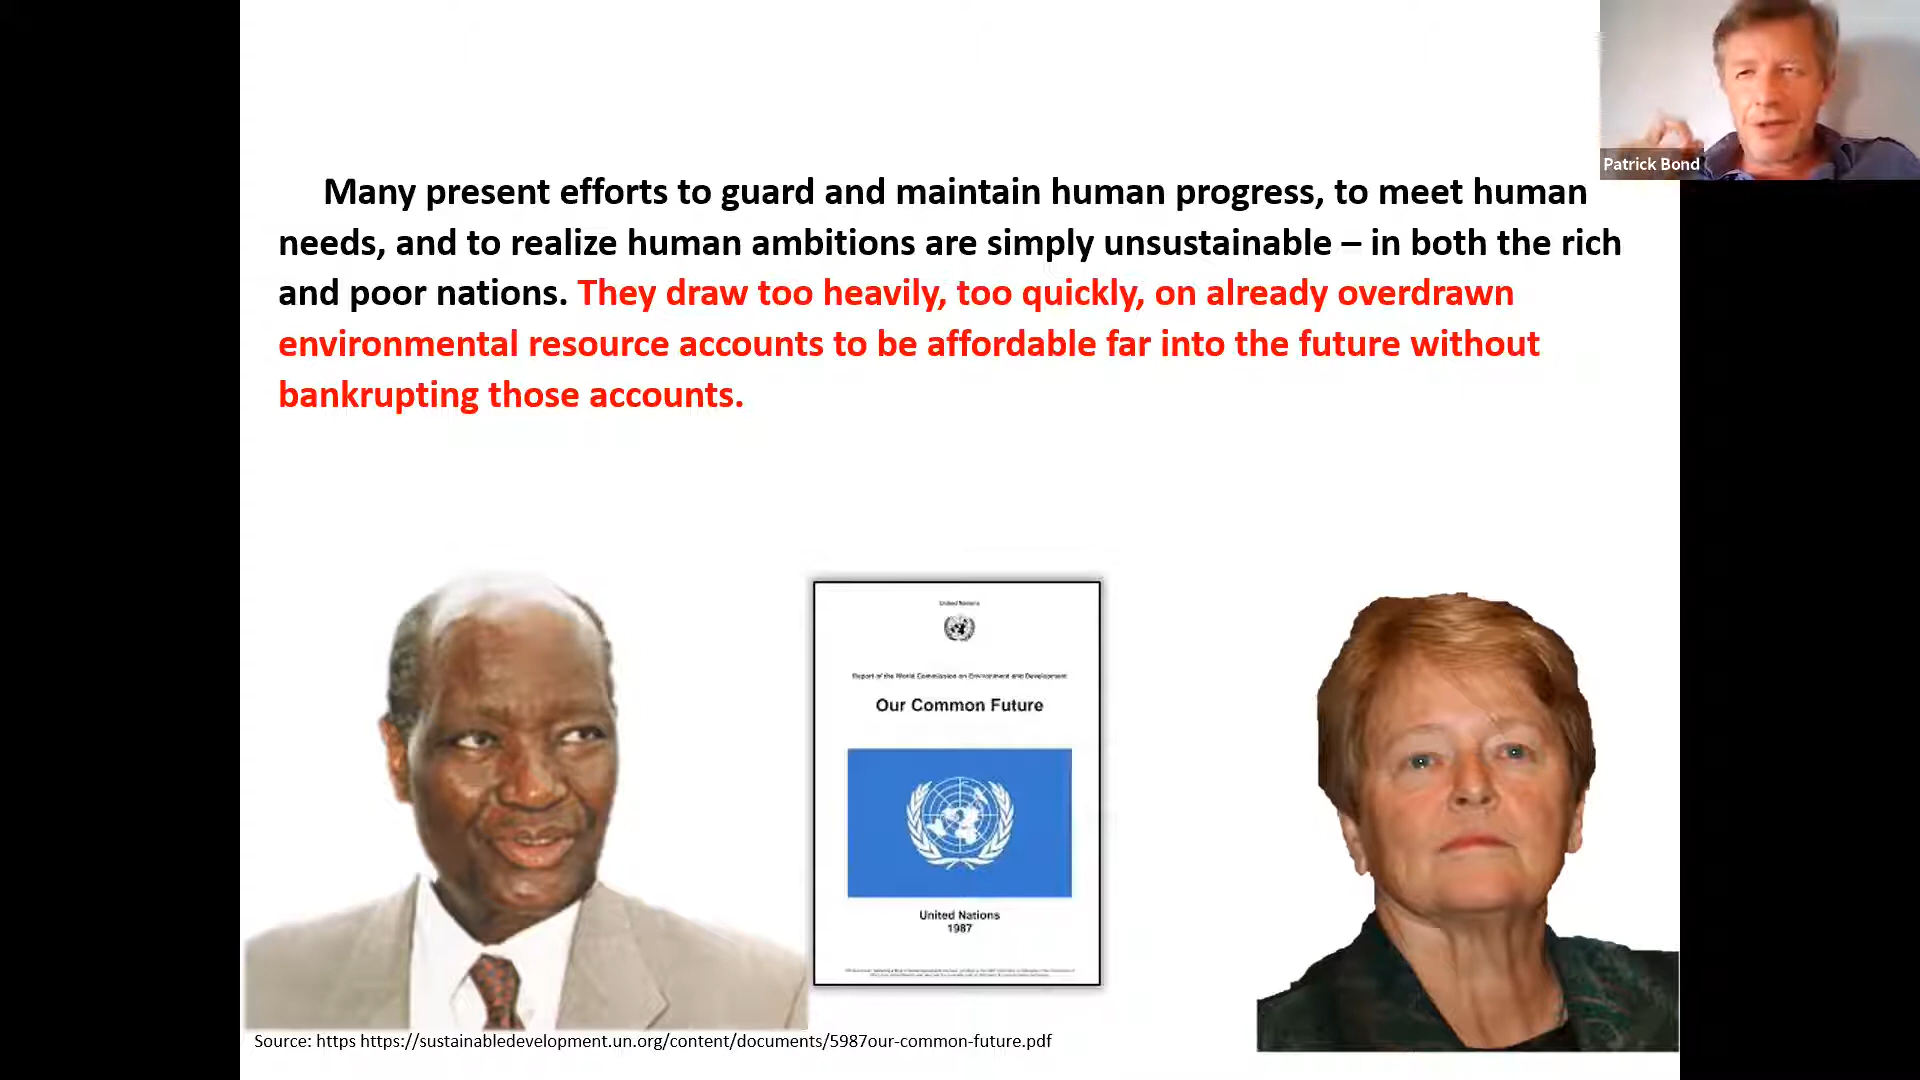 Patrick Bond
Many present efforts to guard and maintain human progress, to meet human
needs, and to realize human ambitions are simply unsustainable – in both the rich
and poor nations. They draw too heavily, too quickly, on already overdrawn
environmental resource accounts to be affordable far into the future without
bankrupting those accounts.
United Nations
Report of the World Commission on Environment and Development
Our Common Future
United Nations
1987
Source: https https://sustainabledevelopment.un.org/content/documents/5987our-common-future.pdf